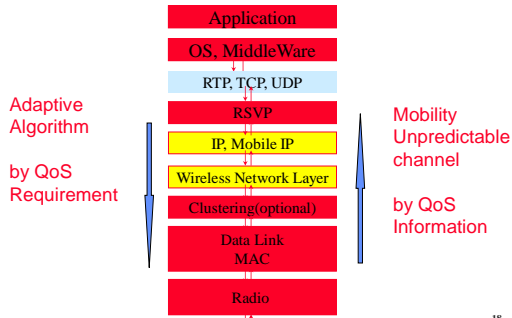 Application
OS, MiddleWare
RTP, TCP, UDP
RSVP
IP, Mobile IP
Wireless Network Layer
Clustering(optional)
Data Link
MAC
Radio
Adaptive
Algorithm
by QoS
Requirement
Mobility
Unpredictable
channel
by QoS
Information